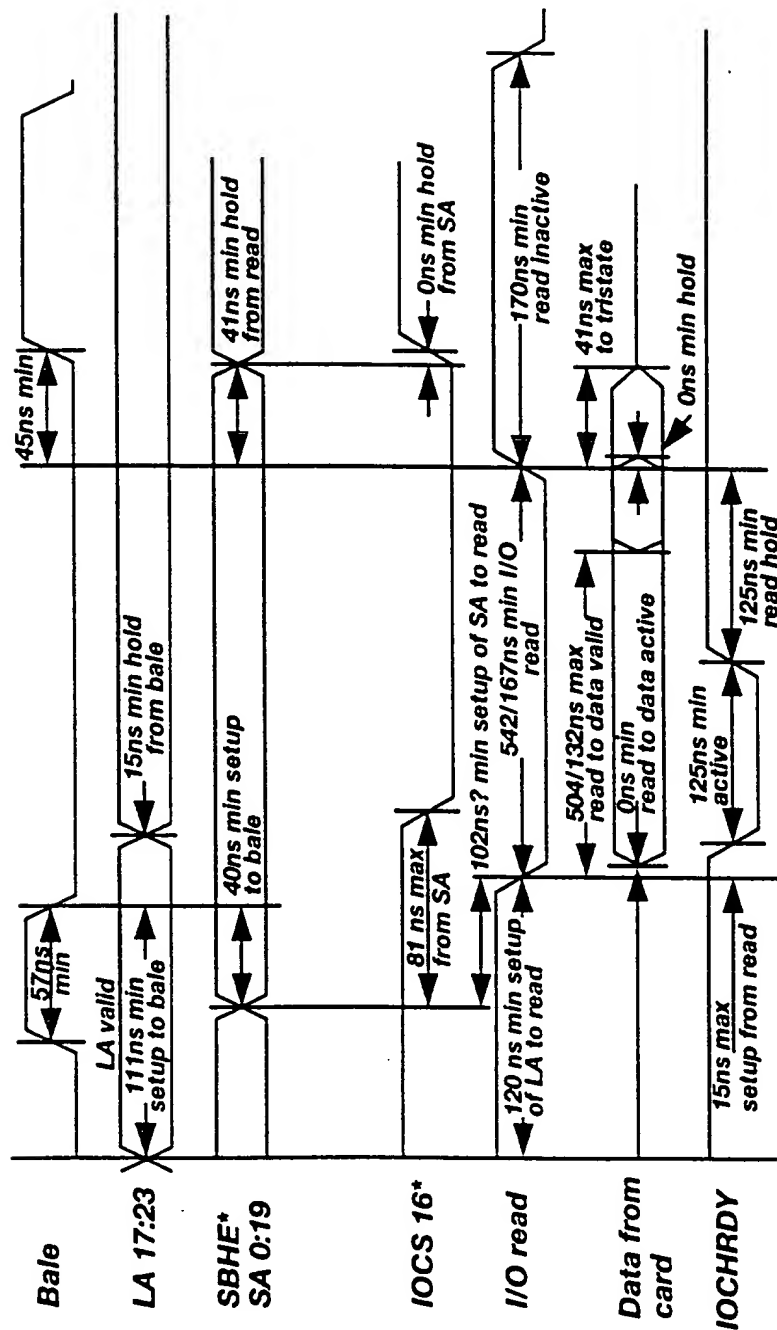 Bale
57ns
min
45ns min
LA 17:23
LA valid
111ns min
setup to bale
15ns min hold
from bale
SBHE*
SA 0:19
40ns min setup
to bale
41ns min hold
from read
IOCS 16*
81 ns max
from SA
0ns min hold
from SA
102ns? min setup of SA to read
I/O read
120 ns min setup
of LA to read
542/167ns min I/O
read
170ns min
read inactive
Data from
card
504/132ns max
read to data valid
0ns min
read to data active
41ns max
to tristate
0ns min hold
IOCHRDY
15ns max
setup from read
125ns min
active
125ns min
read hold